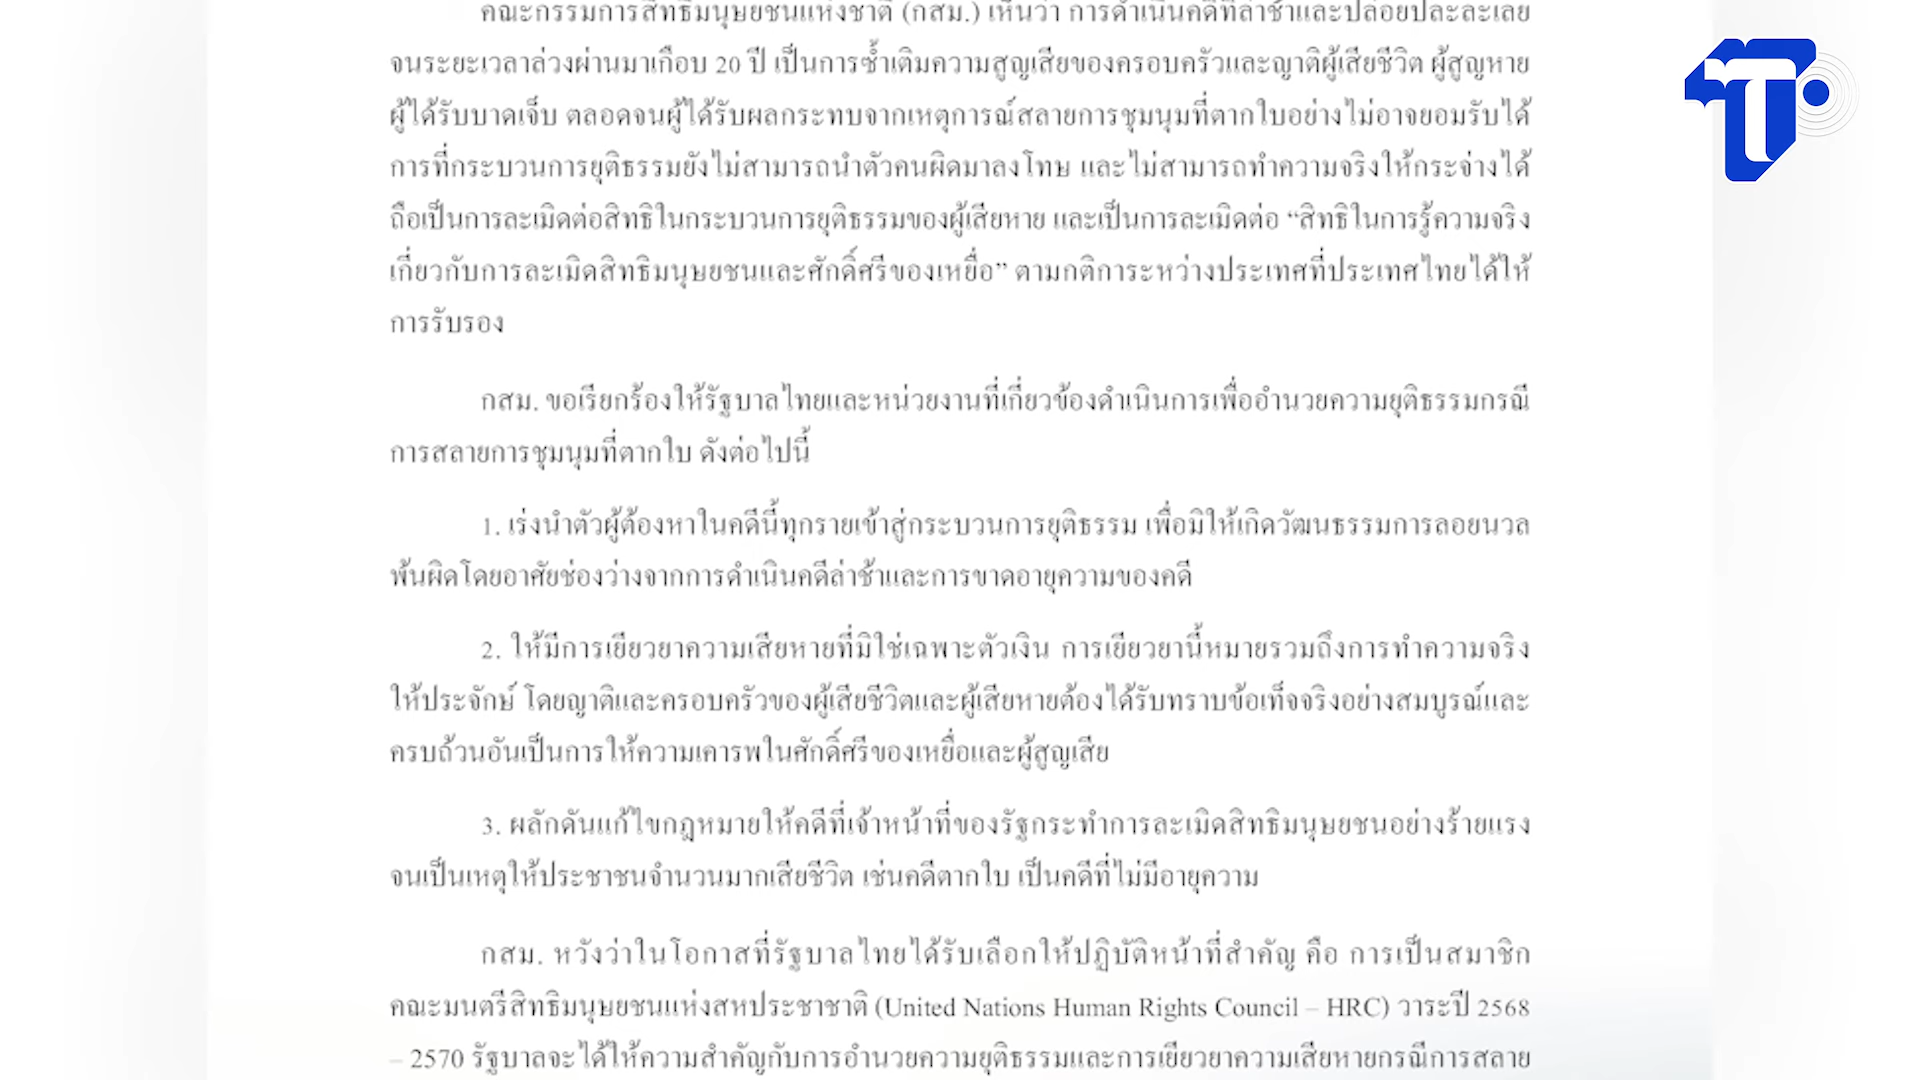 คณะกรรมการสิทธิมนุษยชนแห่งชาติ (กสม.) เห็นว่า การดำเนินคดีที่ล่าช้าและปล่อยปละละเลย
จนระยะเวลาล่วงผ่านมาเกือบ 20 ปี เป็นการซ้ำเติมความสูญเสียของครอบครัวและญาติผู้เสียชีวิต ผู้สูญหาย
ผู้ได้รับบาดเจ็บ ตลอดจนผู้ได้รับผลกระทบจากเหตุการณ์สลายการชุมนุมที่ตากใบอย่างไม่อาจยอมรับได้
การที่กระบวนการยุติธรรมยังไม่สามารถนำตัวคนผิดมาลงโทษ และไม่สามารถทำความจริงให้กระจ่างได้
ถือเป็นการละเมิดต่อสิทธิในกระบวนการยุติธรรมของผู้เสียหาย และเป็นการละเมิดต่อ “สิทธิในการรู้ความจริง
เกี่ยวกับการละเมิดสิทธิมนุษยชนและศักดิ์ศรีของเหยื่อ” ตามกติการะหว่างประเทศที่ประเทศไทยได้ให้
การรับรอง
กสม. ขอเรียกร้องให้รัฐบาลไทยและหน่วยงานที่เกี่ยวข้องดำเนินการเพื่ออำนวยความยุติธรรมกรณี
การสลายการชุมนุมที่ตากใบ ดังต่อไปนี้
1. เร่งนำตัวผู้ต้องหาในคดีนี้ทุกรายเข้าสู่กระบวนการยุติธรรม เพื่อมิให้เกิดวัฒนธรรมการลอยนวล
พ้นผิดโดยอาศัยช่องว่างจากการดำเนินคดีล่าช้าและการขาดอายุความของคดี
2. ให้มีการเยียวยาความเสียหายที่มิใช่เฉพาะตัวเงิน การเยียวยานี้หมายรวมถึงการทำความจริง
ให้ประจักษ์ โดยญาติและครอบครัวของผู้เสียชีวิตและผู้เสียหายต้องได้รับทราบข้อเท็จจริงอย่างสมบูรณ์และ
ครบถ้วนอันเป็นการให้ความเคารพในศักดิ์ศรีของเหยื่อและผู้สูญเสีย
3. ผลักดันแก้ไขกฎหมายให้คดีที่เจ้าหน้าที่ของรัฐกระทำการละเมิดสิทธิมนุษยชนอย่างร้ายแรง
จนเป็นเหตุให้ประชาชนจำนวนมากเสียชีวิต เช่นคดีตากใบ เป็นคดีที่ไม่มีอายุความ
กสม. หวังว่าในโอกาสที่รัฐบาลไทยได้รับเลือกให้ปฏิบัติหน้าที่สำคัญ คือ การเป็นสมาชิก
คณะมนตรีสิทธิมนุษยชนแห่งสหประชาชาติ (United Nations Human Rights Council – HRC) วาระปี 2568
– 2570 รัฐบาลจะได้ให้ความสำคัญกับการอำนวยความยุติธรรมและการเยียวยาความเสียหายกรณีการสลาย